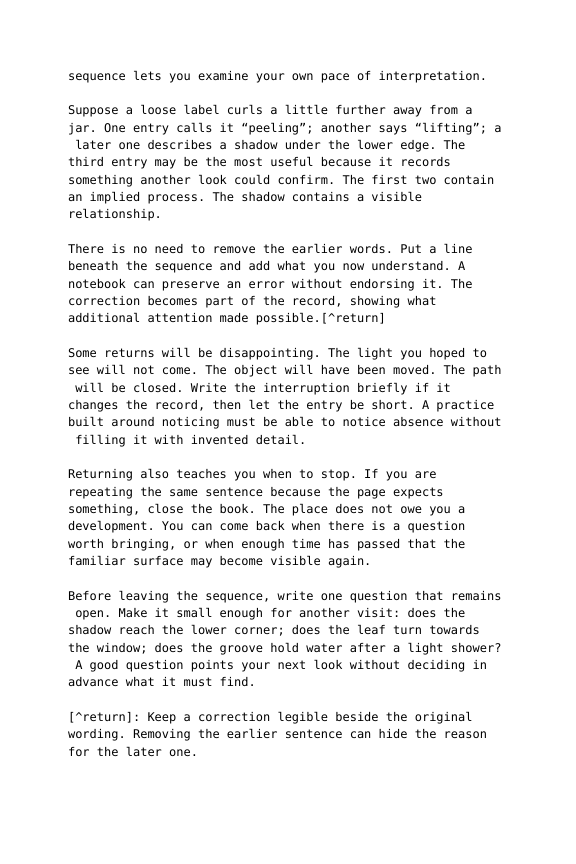 sequence lets you examine your own pace of interpretation.
Suppose a loose label curls a little further away from a
jar. One entry calls it “peeling”; another says “lifting”; a
later one describes a shadow under the lower edge. The
third entry may be the most useful because it records
something another look could confirm. The first two contain
an implied process. The shadow contains a visible
relationship.
There is no need to remove the earlier words. Put a line
beneath the sequence and add what you now understand. A
notebook can preserve an error without endorsing it. The
correction becomes part of the record, showing what
additional attention made possible.[^return]
Some returns will be disappointing. The light you hoped to
see will not come. The object will have been moved. The path
will be closed. Write the interruption briefly if it
changes the record, then let the entry be short. A practice
built around noticing must be able to notice absence without
filling it with invented detail.
Returning also teaches you when to stop. If you are
repeating the same sentence because the page expects
something, close the book. The place does not owe you a
development. You can come back when there is a question
worth bringing, or when enough time has passed that the
familiar surface may become visible again.
Before leaving the sequence, write one question that remains
open. Make it small enough for another visit: does the
shadow reach the lower corner; does the leaf turn towards
the window; does the groove hold water after a light shower?
A good question points your next look without deciding in
advance what it must find.
[^return]: Keep a correction legible beside the original
wording. Removing the earlier sentence can hide the reason
for the later one.